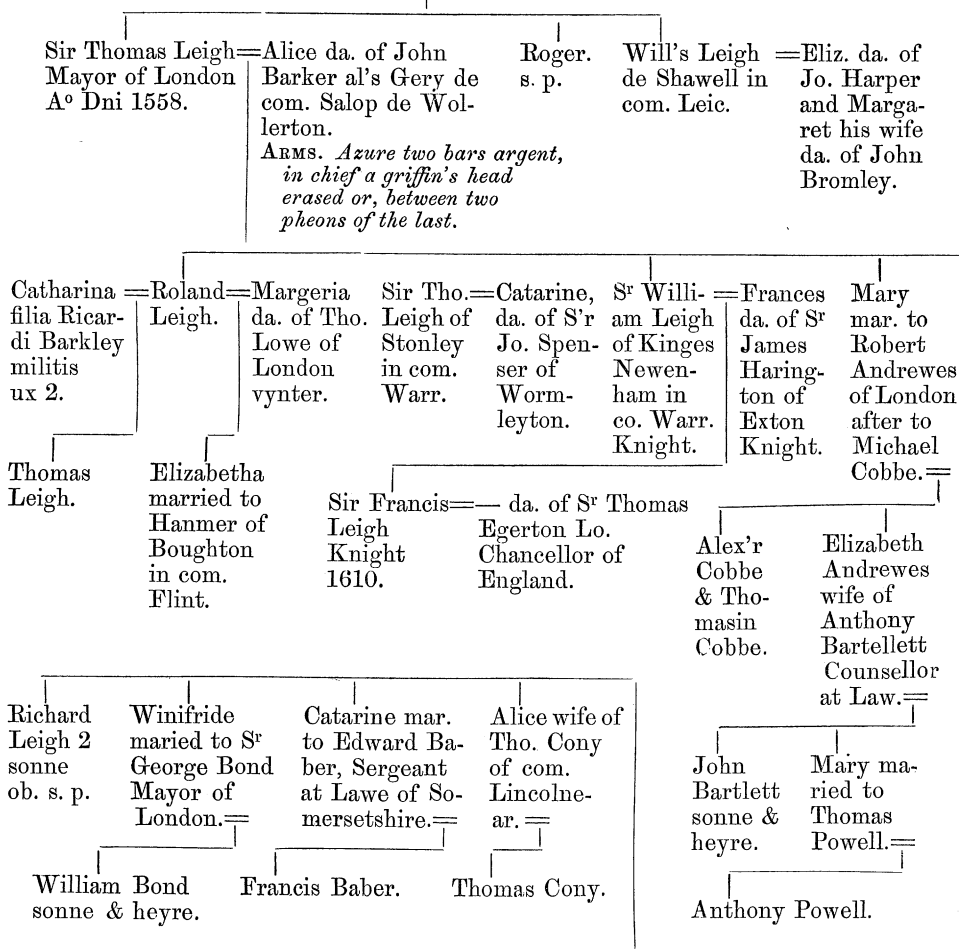 Sir Thomas Leigh=
Mayor of London
Aº Dni 1558.
Alice da. of John
Barker al's Gery de
com. Salop de Wol-
lerton.
ARMS. Azure two bars argent,
in chief a griffin's head
erased or, between two
pheons of the last.
Roger.
s. p.
Will's Leigh
de Shawell in
com. Leic.
=Eliz. da. of
Jo. Harper
and Marga-
ret his wife
da. of John
Bromley.
Catharina
filia Ricar-
di Barkley
militis
ux 2.
=Roland=
Leigh.
Margeria
da. of Tho.
Lowe of
London
vynter.
Sir Tho.=
Leigh of
Stonley
in com.
Warr.
Catarine,
da. of S'r
Jo. Spen-
ser of
Worm-
leyton.
Sʳ Willi-
am Leigh
of Kinges
Newen-
ham in
co. Warr.
Knight.
=Frances
da. of Sʳ
James
Haring-
ton of
Exton
Knight.
Mary
mar. to
Robert
Andrewes
of London
after to
Michael
Cobbe.=
Thomas
Leigh.
Elizabetha
married to
Hanmer of
Boughton
in com.
Flint.
Sir Francis=
Leigh
Knight
1610.
— da. of Sʳ Thomas
Egerton Lo.
Chancellor of
England.
Alex'r
Cobbe
& Tho-
masin
Cobbe.
Elizabeth
Andrewes
wife of
Anthony
Bartellett
Counsellor
at Law.=
Richard
Leigh 2
sonne
ob. s. p.
Winifride
maried to Sʳ
George Bond
Mayor of
London.=
Catarine mar.
to Edward Ba-
ber, Sergeant
at Lawe of So-
mersetshire.=
Alice wife of
Tho. Cony
of com.
Lincolne-
ar. =
John
Bartlett
sonne &
heyre.
Mary ma-
ried to
Thomas
Powell.=
William Bond
sonne & heyre.
Francis Baber.
Thomas Cony.
Anthony Powell.